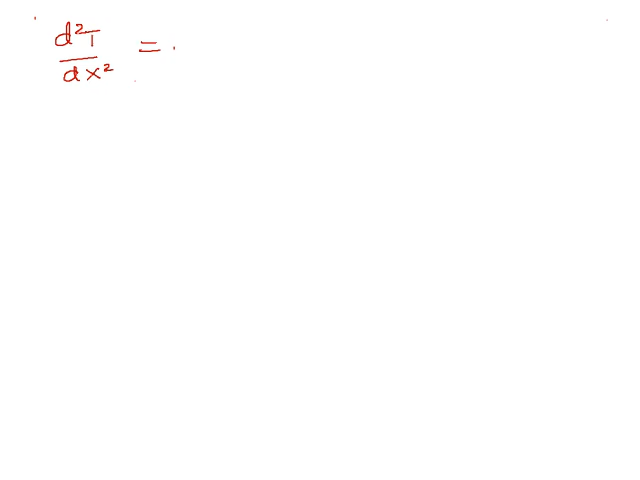 d²T/dx² =